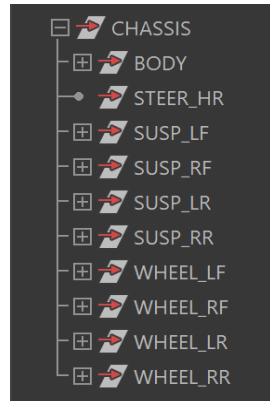 CHASSIS
BODY
STEER_HR
SUSP_LF
SUSP_RF
SUSP_LR
SUSP_RR
WHEEL_LF
WHEEL_RF
WHEEL_LR
WHEEL_RR